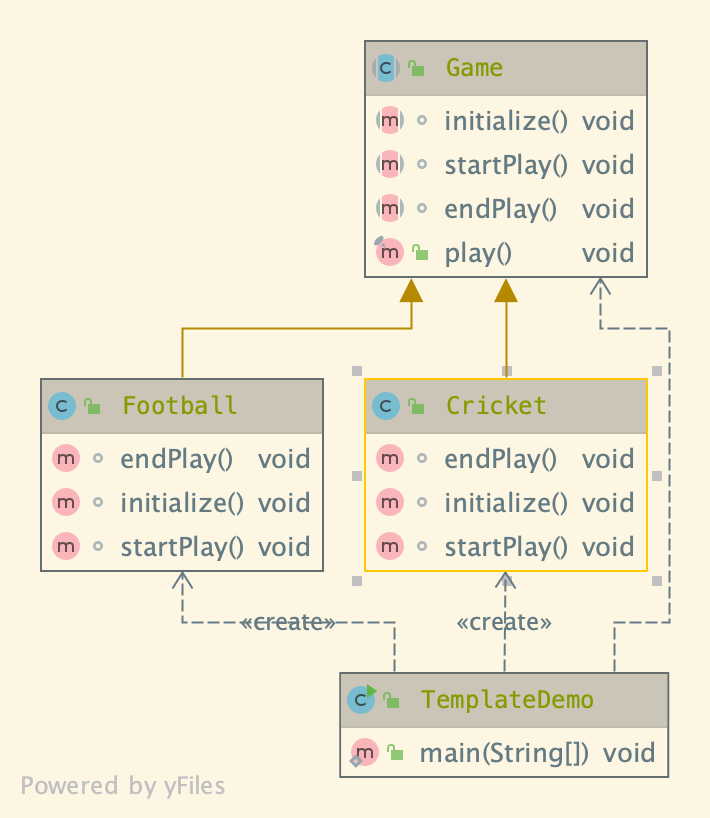 Game
initialize() void
startPlay() void
endPlay() void
play() void
Football
endPlay() void
initialize() void
startPlay() void
Cricket
endPlay() void
initialize() void
startPlay() void
«create»
«create»
TemplateDemo
main(String[]) void
Powered by yFiles